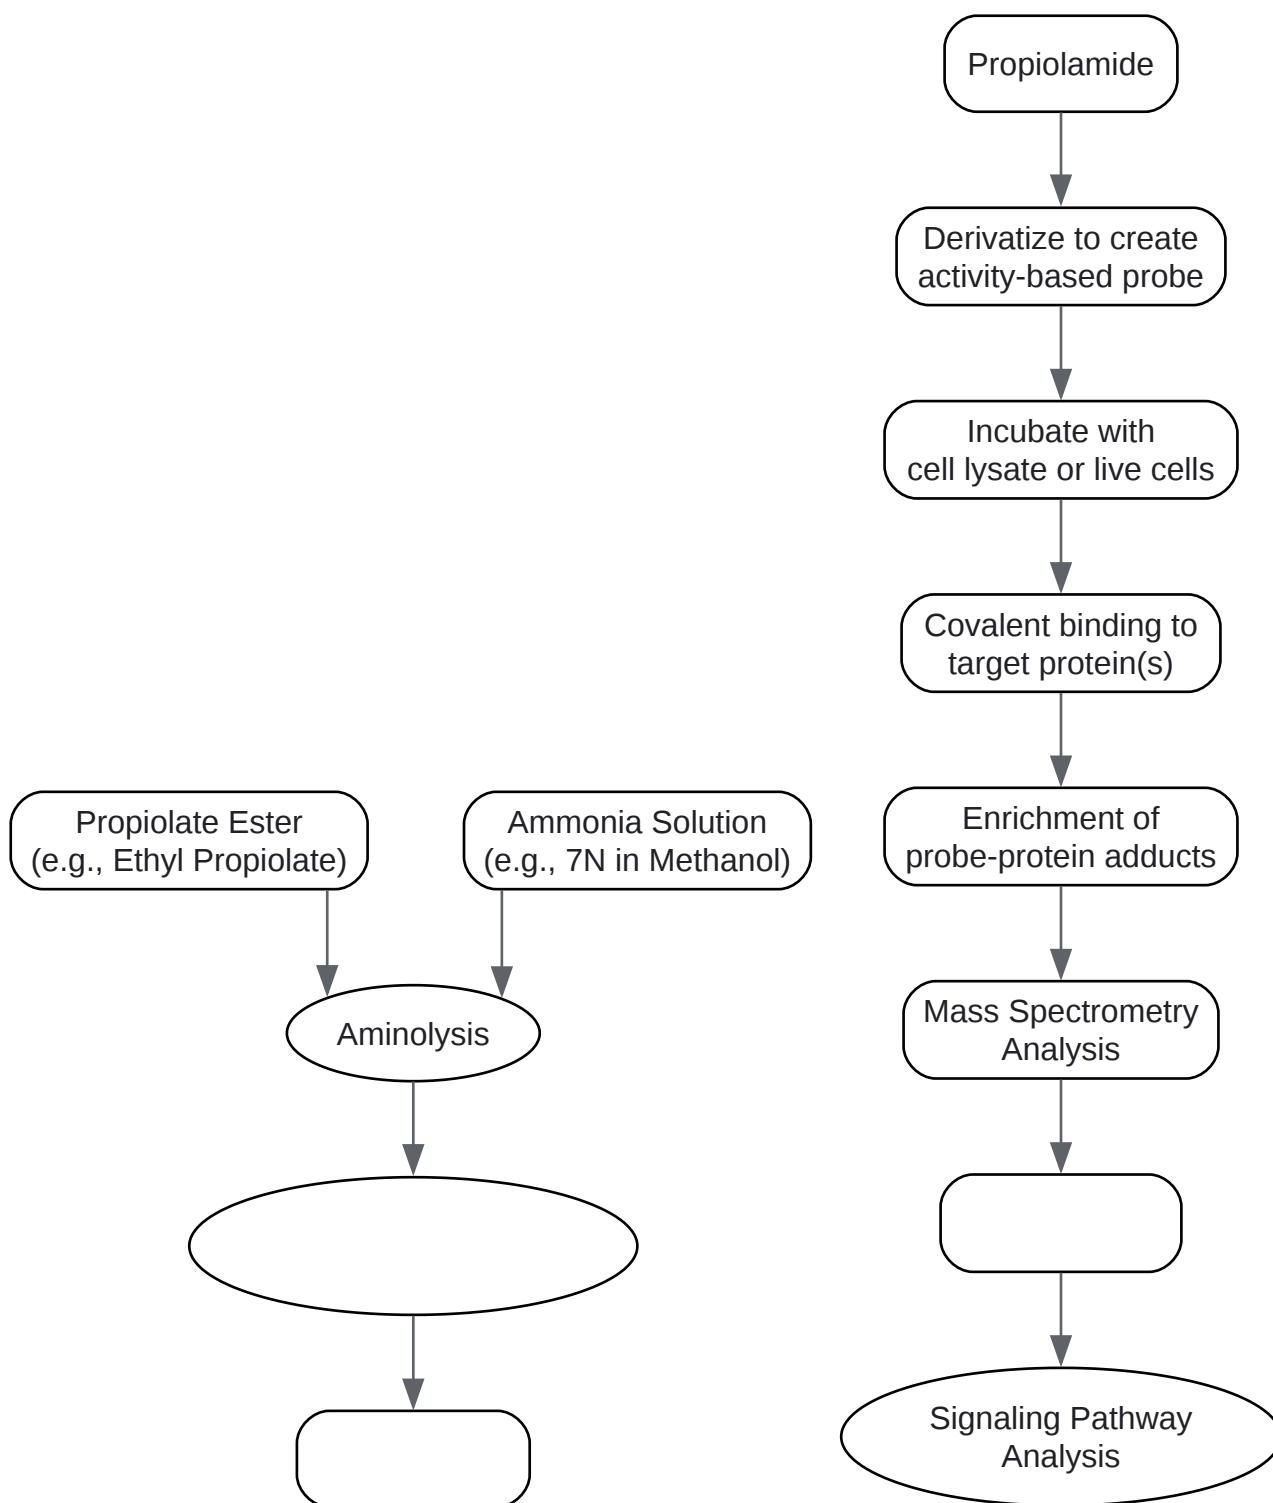 Propiolamide
Derivatize to create
activity-based probe
Incubate with
cell lysate or live cells
Covalent binding to
target protein(s)
Propiolate Ester
(e.g., Ethyl Propiolate)
Ammonia Solution
(e.g., 7N in Methanol)
Enrichment of
probe-protein adducts
Aminolysis
Mass Spectrometry
Analysis
Signaling Pathway
Analysis